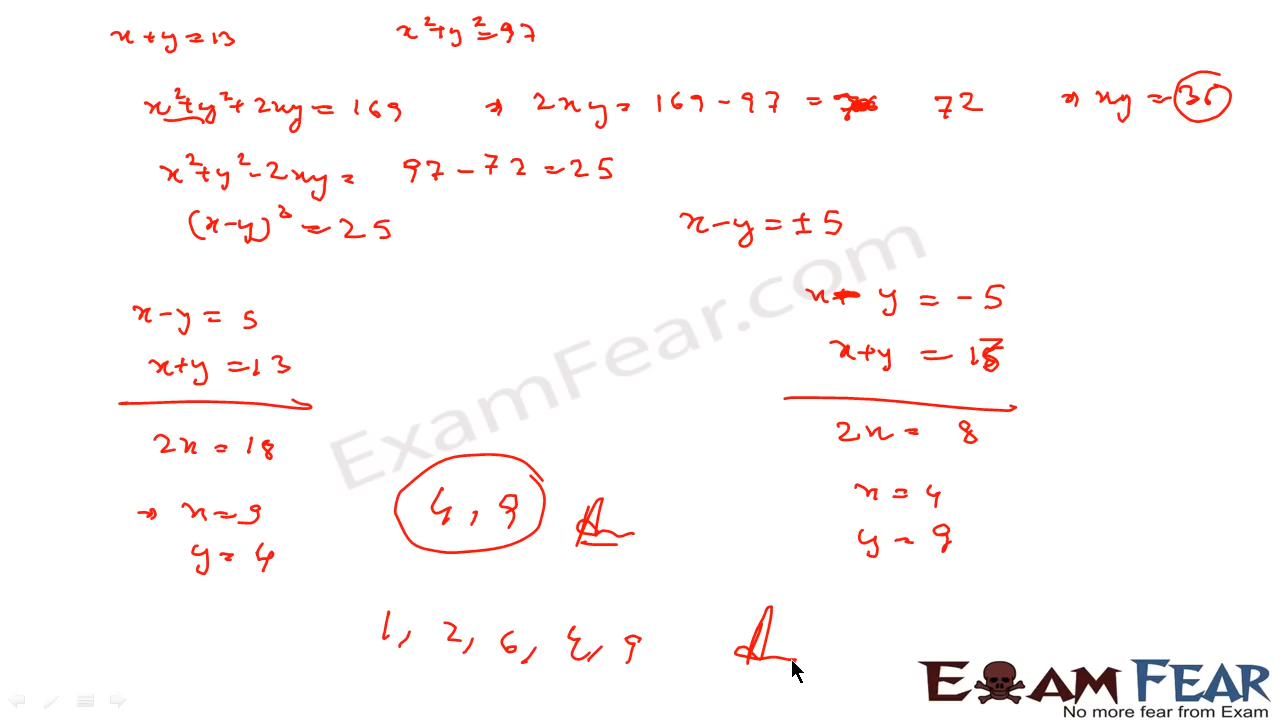 x+y=13 x²+y²=97
x²+y²+2xy=169 ⇒ 2xy=169-97= 72 ⇒ xy=36
x²+y²-2xy= 97-72=25
(x-y)²=25 x-y=±5
x-y=5 x-y=-5
x+y=13 x+y=13
2x=18 2x=8
⇒ x=9 4,9 x=4
y=4 y=9
1, 2, 6, 4, 9
ExamFear.com
EXAM FEAR
No more fear from Exam